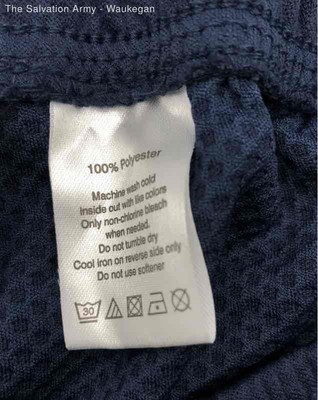 The Salvation Army - Waukegan
100% Polyester
Machine wash cold
Inside out with like colors
Only non-chlorine bleach
when needed.
Do not tumble dry
Cool iron on reverse side only
Do not use softener
30